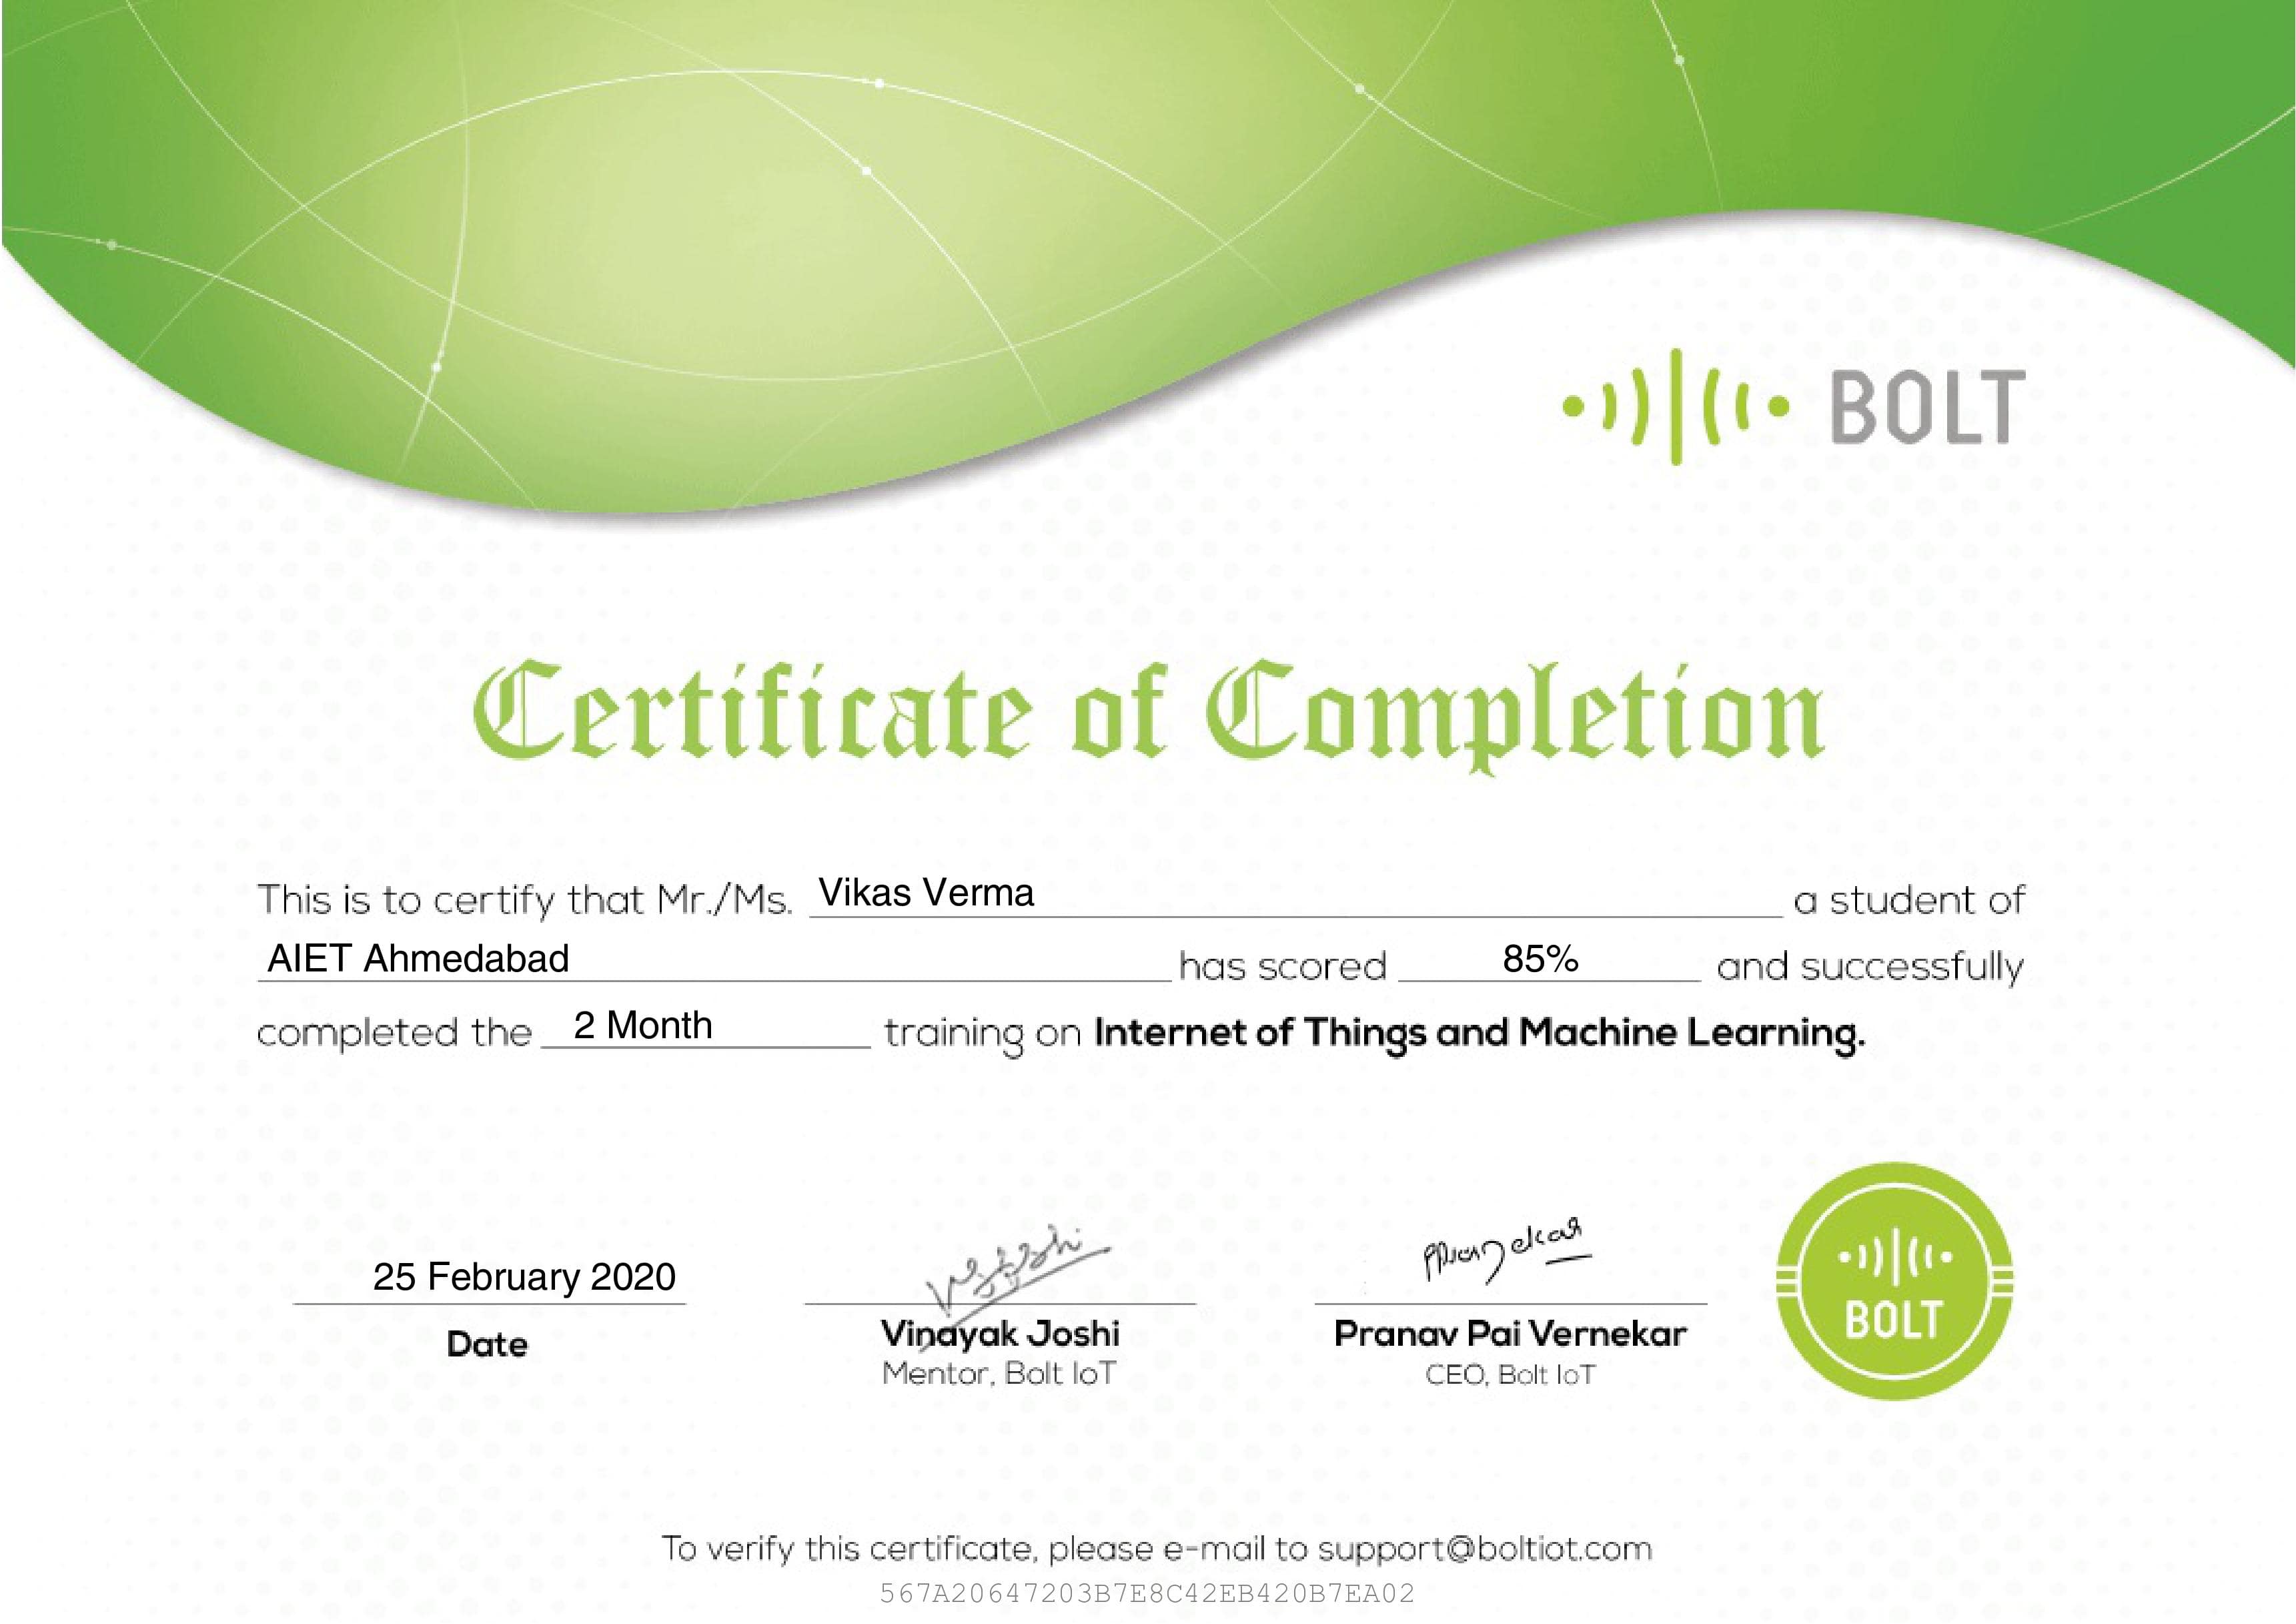 BOLT
Certificate of Completion
This is to certify that Mr./Ms. Vikas Verma a student of
AIET Ahmedabad has scored 85% and successfully
completed the 2 Month training on Internet of Things and Machine Learning.
25 February 2020
Date
Vinayak Joshi
Mentor, Bolt IoT
Pranav Pai Vernekar
CEO, Bolt IoT
BOLT
To verify this certificate, please e-mail to support@boltiot.com
567A20647203B7E8C42EB420B7EA02